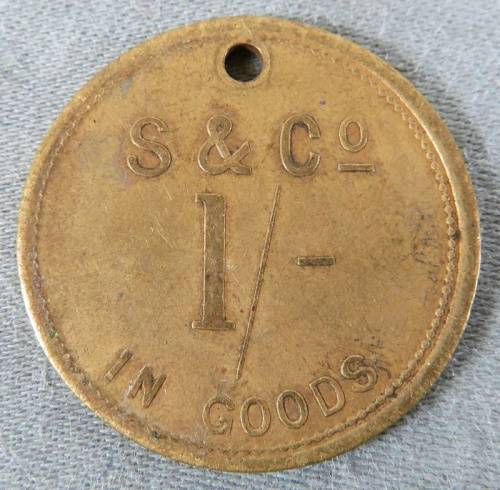 S & Co
1/-
IN GOODS